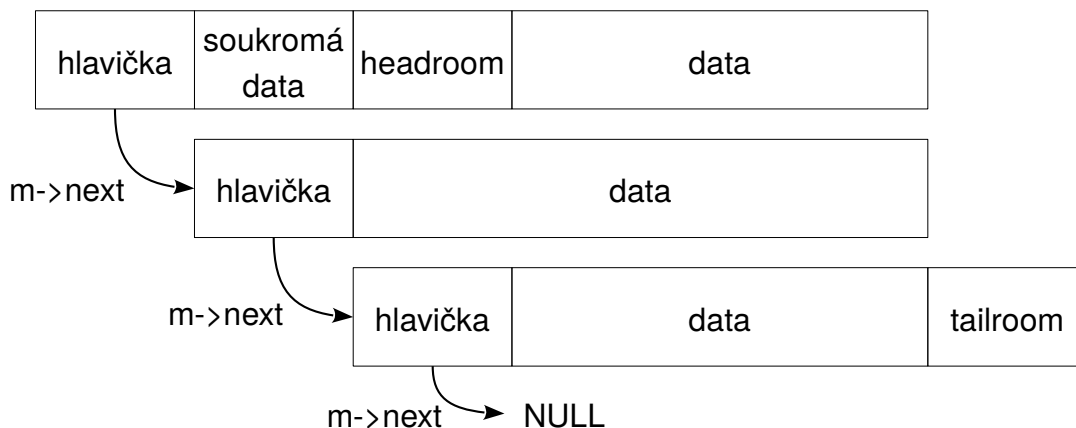 hlavička
soukromá
data
headroom
data
m->next
hlavička
data
m->next
hlavička
data
tailroom
m->next
NULL